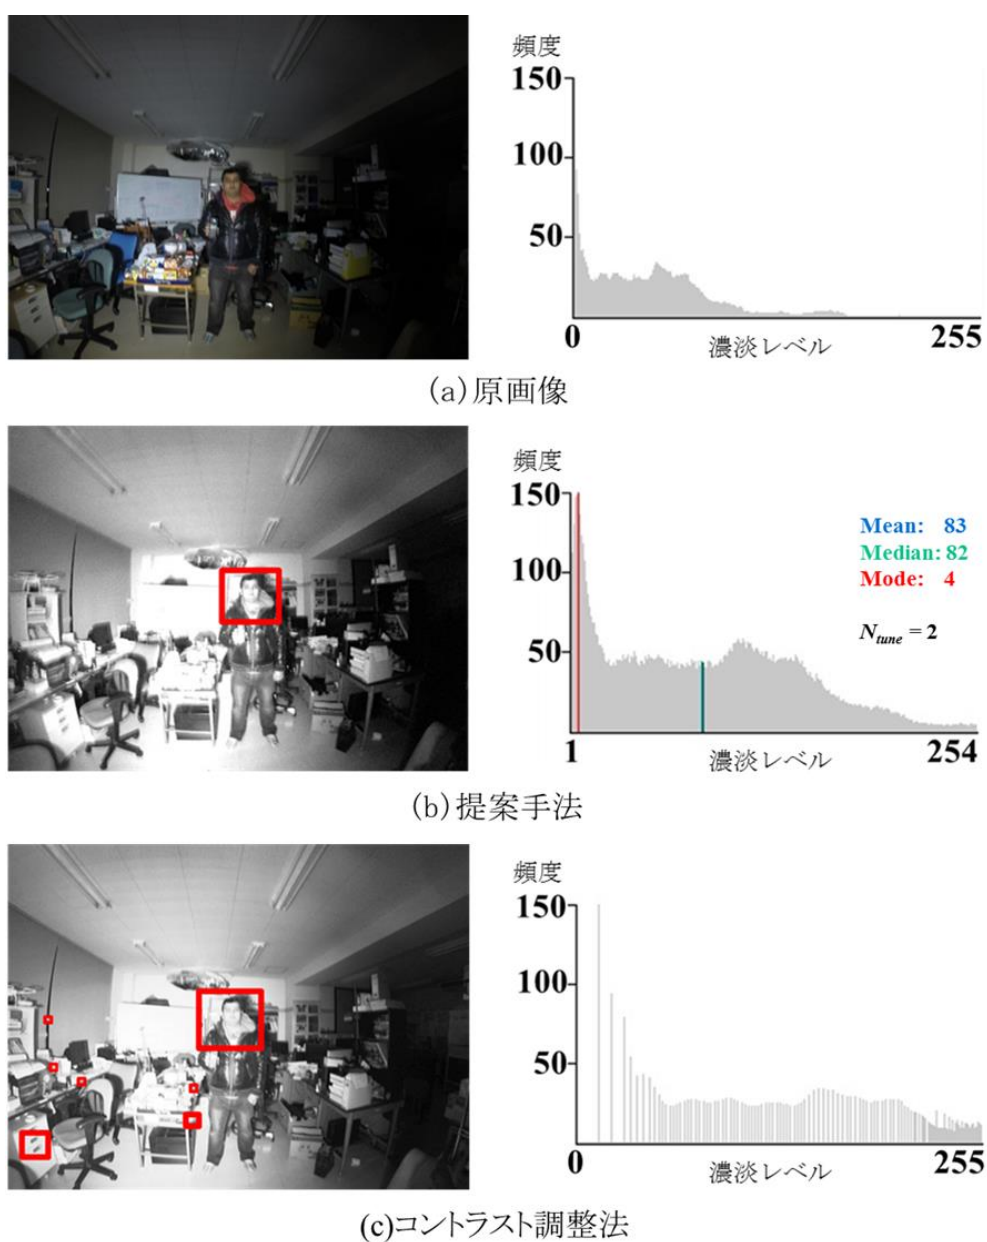 頻度
150
100
50
0
濃淡レベル
255
(a)原画像
頻度
150
100
50
Mean: 83
Median: 82
Mode: 4
Ntune = 2
1
濃淡レベル
254
(b)提案手法
頻度
150
100
50
0
濃淡レベル
255
(c)コントラスト調整法